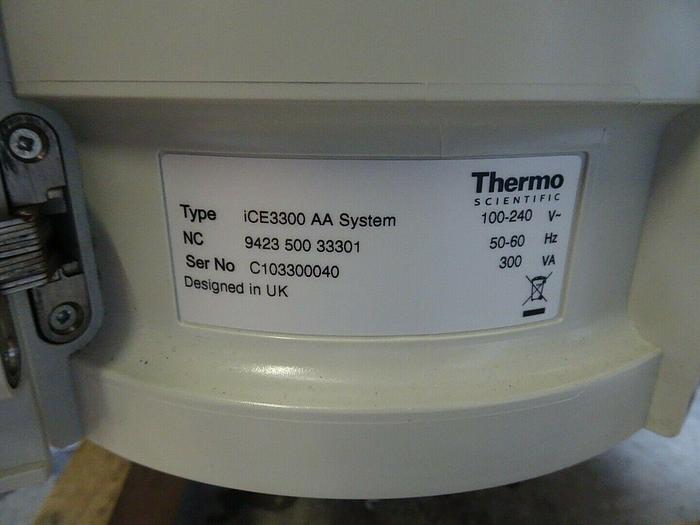 Thermo
SCIENTIFIC
Type iCE3300 AA System 100-240 V~
NC 9423 500 33301 50-60 Hz
Ser No C103300040 300 VA
Designed in UK